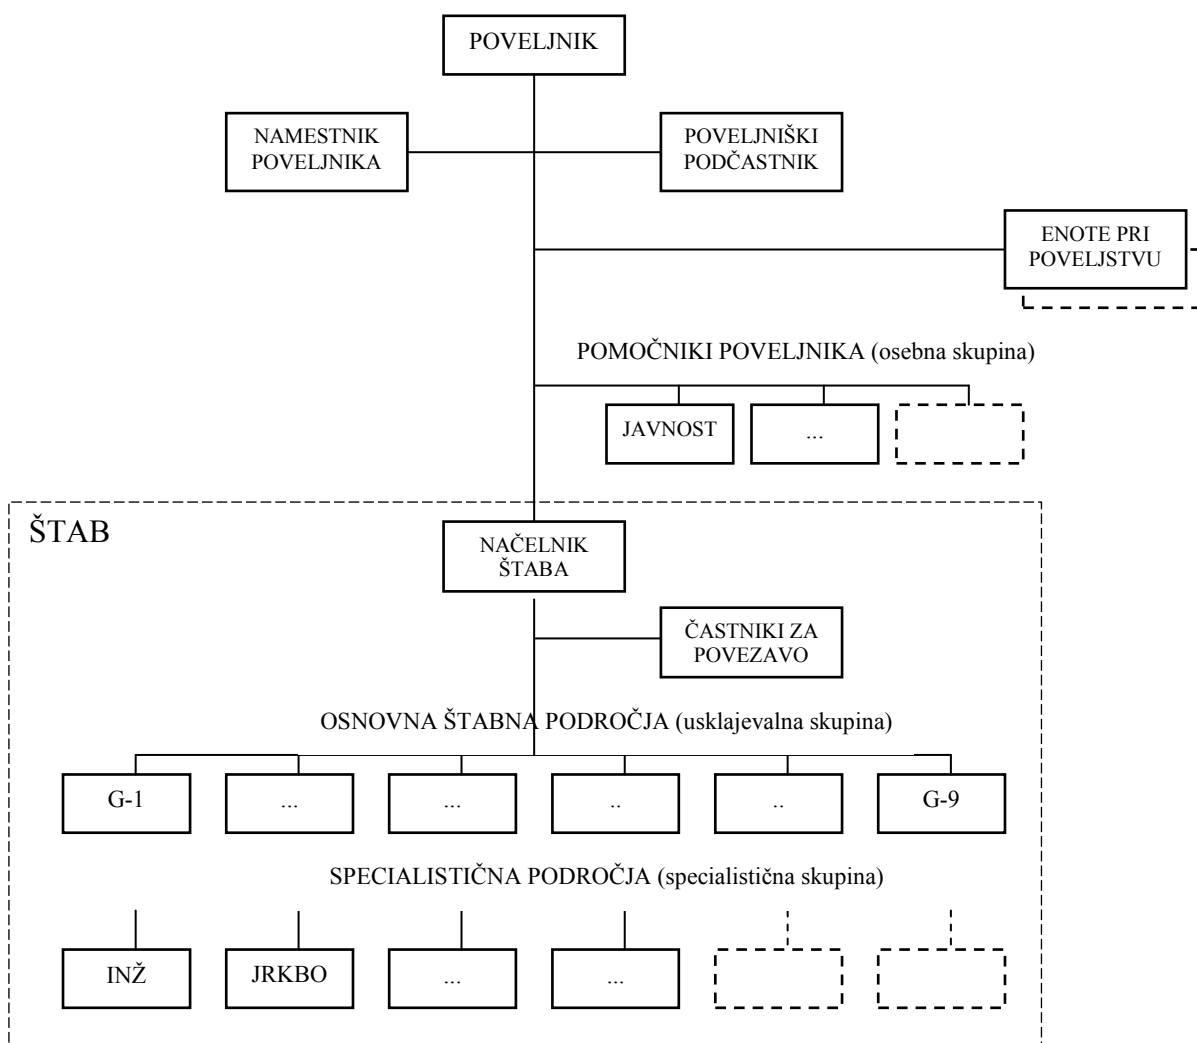 POVELJNIK
NAMESTNIK
POVELJNIKA
POVELJNIŠKI
PODČASTNIK
ENOTE PRI
POVELJSTVU
POMOČNIKI POVELJNIKA (osebna skupina)
JAVNOST
...
ŠTAB
NAČELNIK
ŠTABA
ČASTNIKI ZA
POVEZAVO
OSNOVNA ŠTABNA PODROČJA (usklajevalna skupina)
G-1
...
...
..
..
G-9
SPECIALISTIČNA PODROČJA (specialistična skupina)
INŽ
JRKBO
...
...